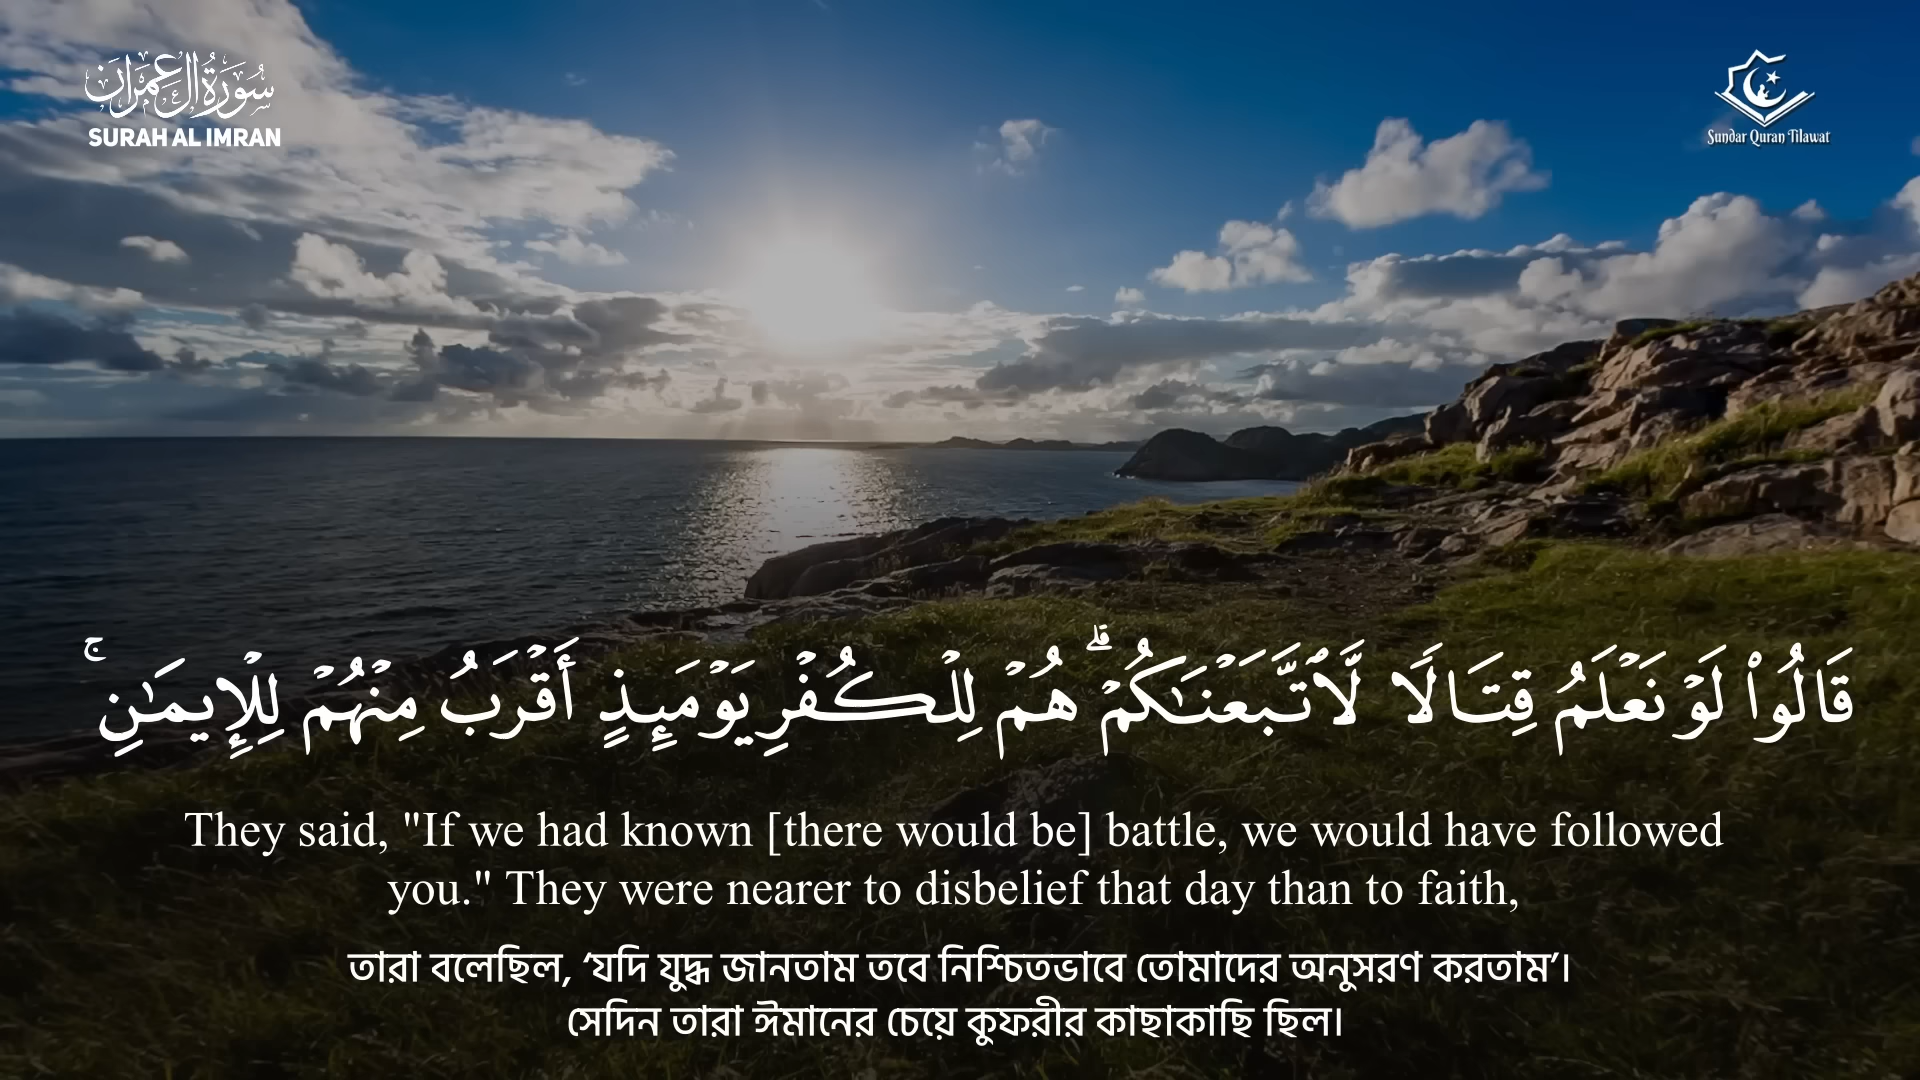 سُورَةُ آلِ عِمْرَان
SURAH AL IMRAN
Sundar Quran Tilawat
قَالُوا۟ لَوْ نَعْلَمُ قِتَالًا لَّٱتَّبَعْنَـٰكُمْ ۗ هُمْ لِلْكُفْرِ يَوْمَئِذٍ أَقْرَبُ مِنْهُمْ لِلْإِيمَـٰنِ ۚ
They said, "If we had known [there would be] battle, we would have followed
you." They were nearer to disbelief that day than to faith,
তারা বলেছিল, ‘যদি যুদ্ধ জানতাম তবে নিশ্চিতভাবে তোমাদের অনুসরণ করতাম’।
সেদিন তারা ঈমানের চেয়ে কুফরীর কাছাকাছি ছিল।